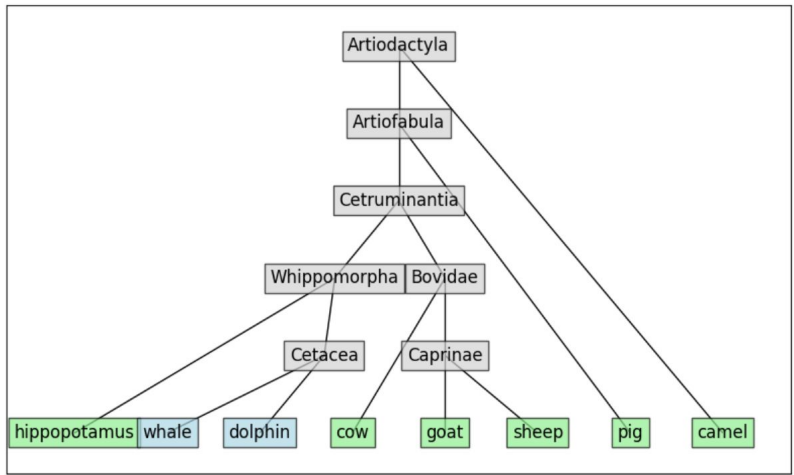 Artiodactyla
Artiofabula
Cetruminantia
Whippomorpha Bovidae
Cetacea Caprinae
hippopotamus whale dolphin cow goat sheep pig camel